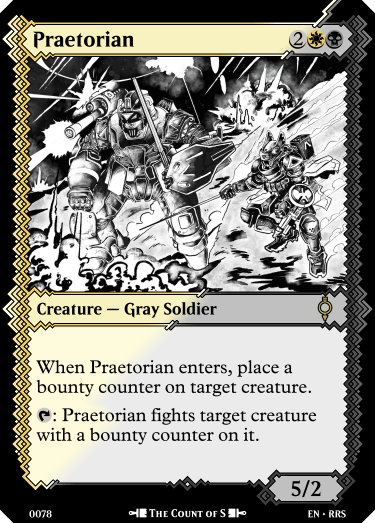 Praetorian 2
Creature — Gray Soldier
When Praetorian enters, place a
bounty counter on target creature.
: Praetorian fights target creature
with a bounty counter on it.
5/2
0078 The Count of S EN • RRS